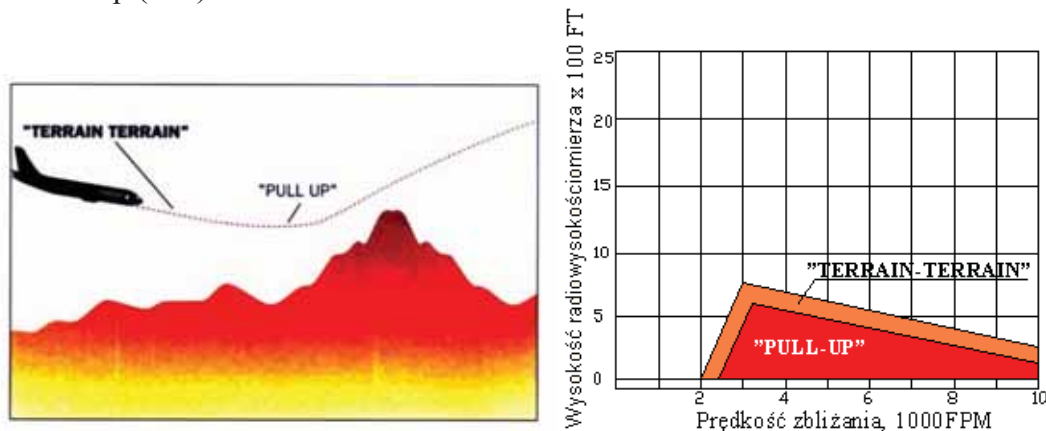 "TERRAIN TERRAIN"
"PULL UP"
Wysokość radiowysokościomierza x 100 FT
25
20
15
10
5
0
"TERRAIN-TERRAIN"
"PULL-UP"
2
4
6
8
10
Prędkość zbliżania, 1000FPM